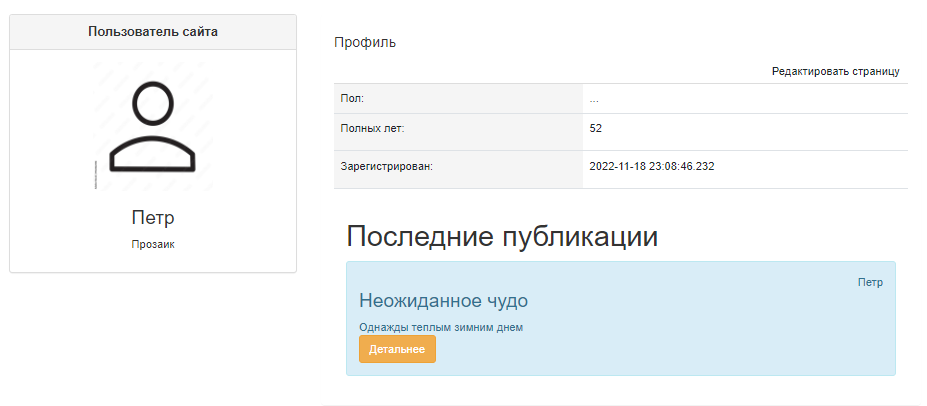 Пользователь сайта
Петр
Прозаик
Профиль
Редактировать страницу
Пол: ...
Полных лет: 52
Зарегистрирован: 2022-11-18 23:08:46.232
Последние публикации
Петр
Неожиданное чудо
Однажды теплым зимним днем
Детальнее